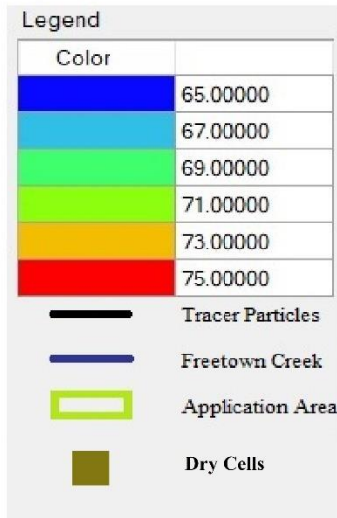 Legend
Color
65.00000
67.00000
69.00000
71.00000
73.00000
75.00000
Tracer Particles
Freetown Creek
Application Area
Dry Cells